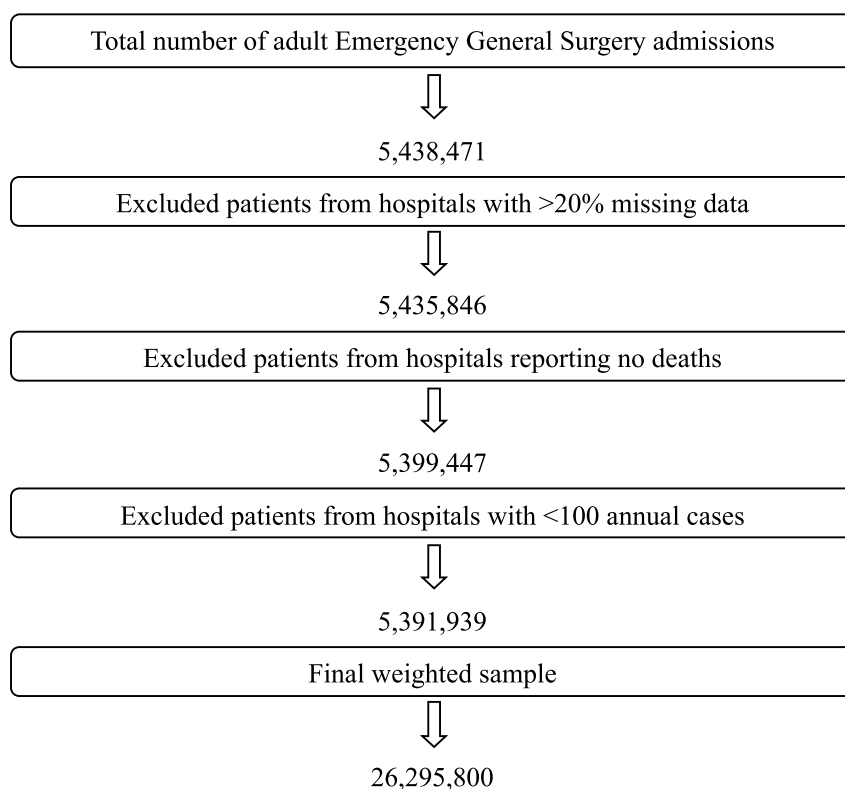 Total number of adult Emergency General Surgery admissions
5,438,471
Excluded patients from hospitals with >20% missing data
5,435,846
Excluded patients from hospitals reporting no deaths
5,399,447
Excluded patients from hospitals with <100 annual cases
5,391,939
Final weighted sample
26,295,800